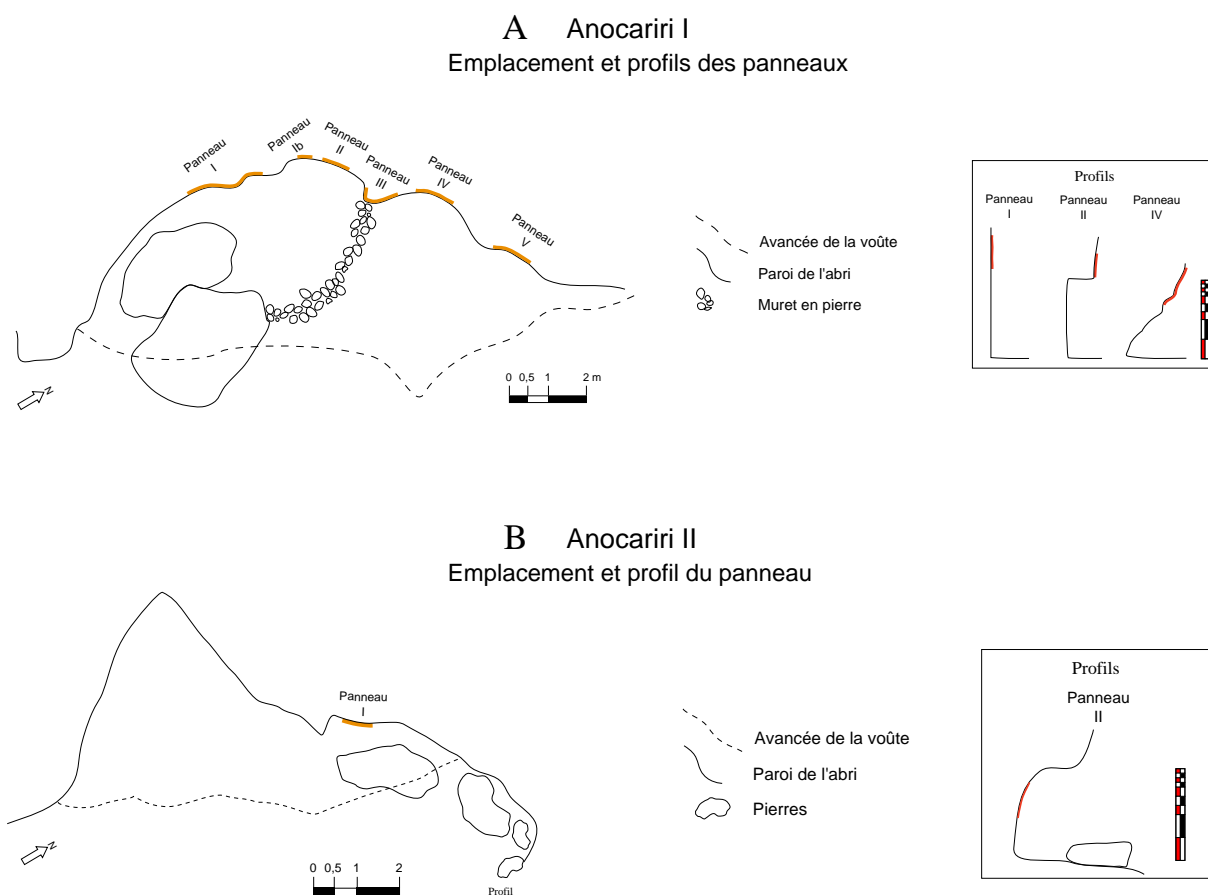 A Anocariri I
Emplacement et profils des panneaux
Panneau
I
Panneau
Ib
Panneau
II
Panneau
III
Panneau
IV
Panneau
V
N
Avancée de la voûte
Paroi de l'abri
Muret en pierre
0 0,5 1 2 m
Profils
Panneau
I
Panneau
II
Panneau
IV
B Anocariri II
Emplacement et profil du panneau
Panneau
I
N
Avancée de la voûte
Paroi de l'abri
Pierres
0 0,5 1 2
Profil
Profils
Panneau
II